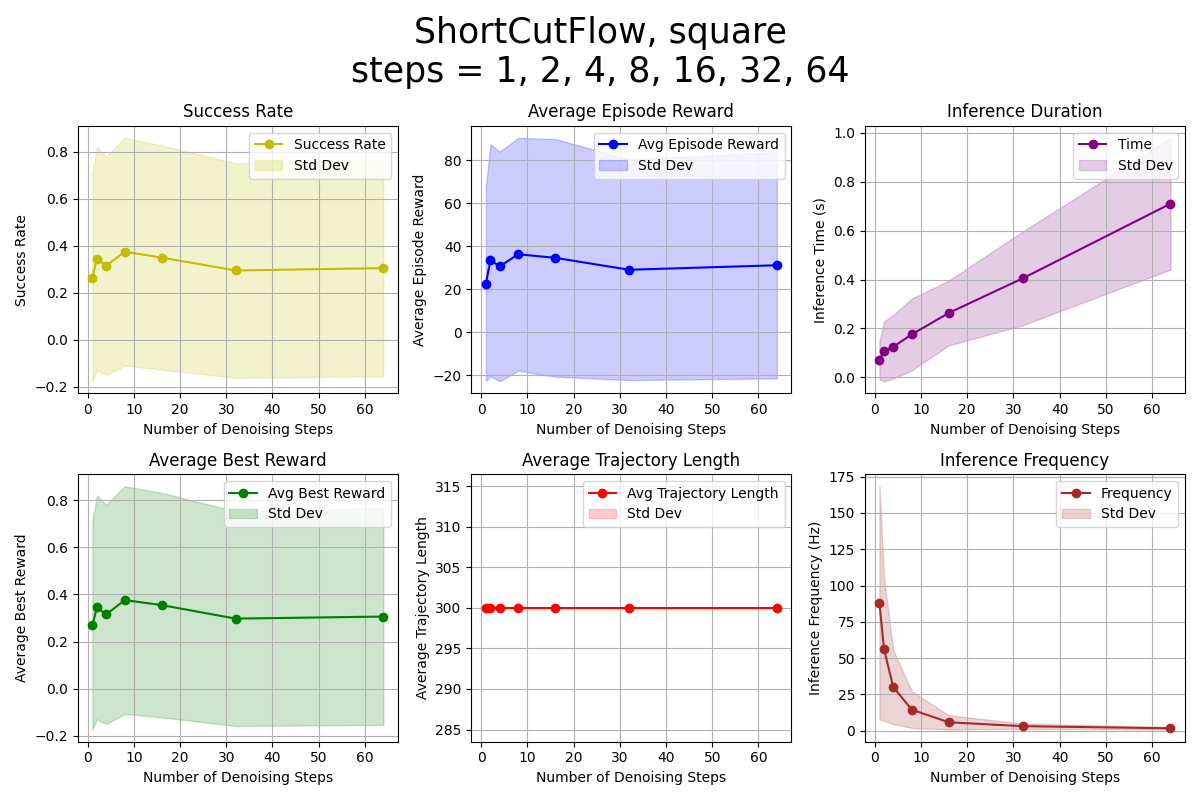 ShortCutFlow, square
steps = 1, 2, 4, 8, 16, 32, 64
Success Rate
Success Rate
Std Dev
0.8
0.6
0.4
0.2
0.0
−0.2
Success Rate
0 10 20 30 40 50 60
Number of Denoising Steps
Average Episode Reward
Avg Episode Reward
Std Dev
80
60
40
20
0
−20
Average Episode Reward
0 10 20 30 40 50 60
Number of Denoising Steps
Inference Duration
Time
Std Dev
1.0
0.8
0.6
0.4
0.2
0.0
Inference Time (s)
0 10 20 30 40 50 60
Number of Denoising Steps
Average Best Reward
Avg Best Reward
Std Dev
0.8
0.6
0.4
0.2
0.0
−0.2
Average Best Reward
0 10 20 30 40 50 60
Number of Denoising Steps
Average Trajectory Length
Avg Trajectory Length
Std Dev
315
310
305
300
295
290
285
Average Trajectory Length
0 10 20 30 40 50 60
Number of Denoising Steps
Inference Frequency
Frequency
Std Dev
175
150
125
100
75
50
25
0
Inference Frequency (Hz)
0 10 20 30 40 50 60
Number of Denoising Steps